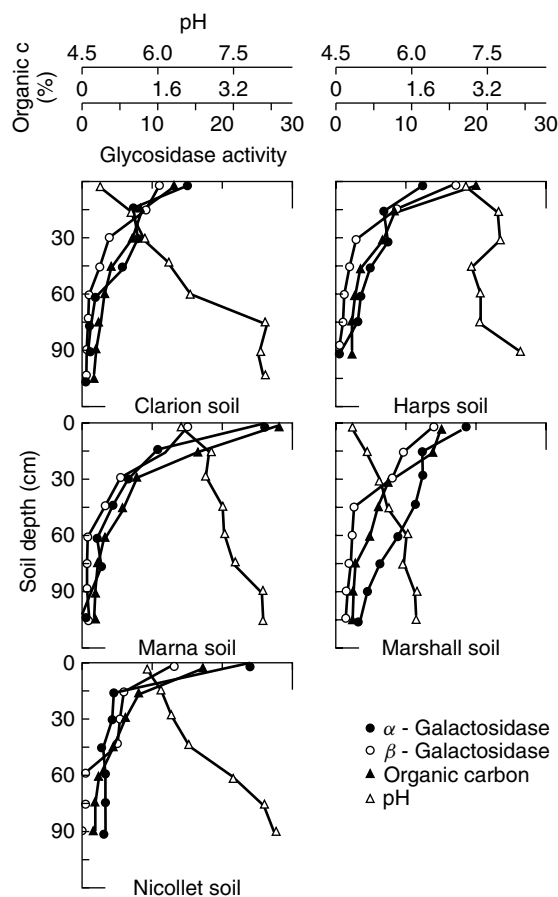 pH
4.5 6.0 7.5 4.5 6.0 7.5
Organic c
(%)
0 1.6 3.2 0 1.6 3.2
0 10 20 30 0 10 20 30
Glycosidase activity
30
60
90
Clarion soil Harps soil
Soil depth (cm)
0 0
30
60
90
Marna soil Marshall soil
0
30
60
90
α - Galactosidase
β - Galactosidase
Organic carbon
pH
Nicollet soil